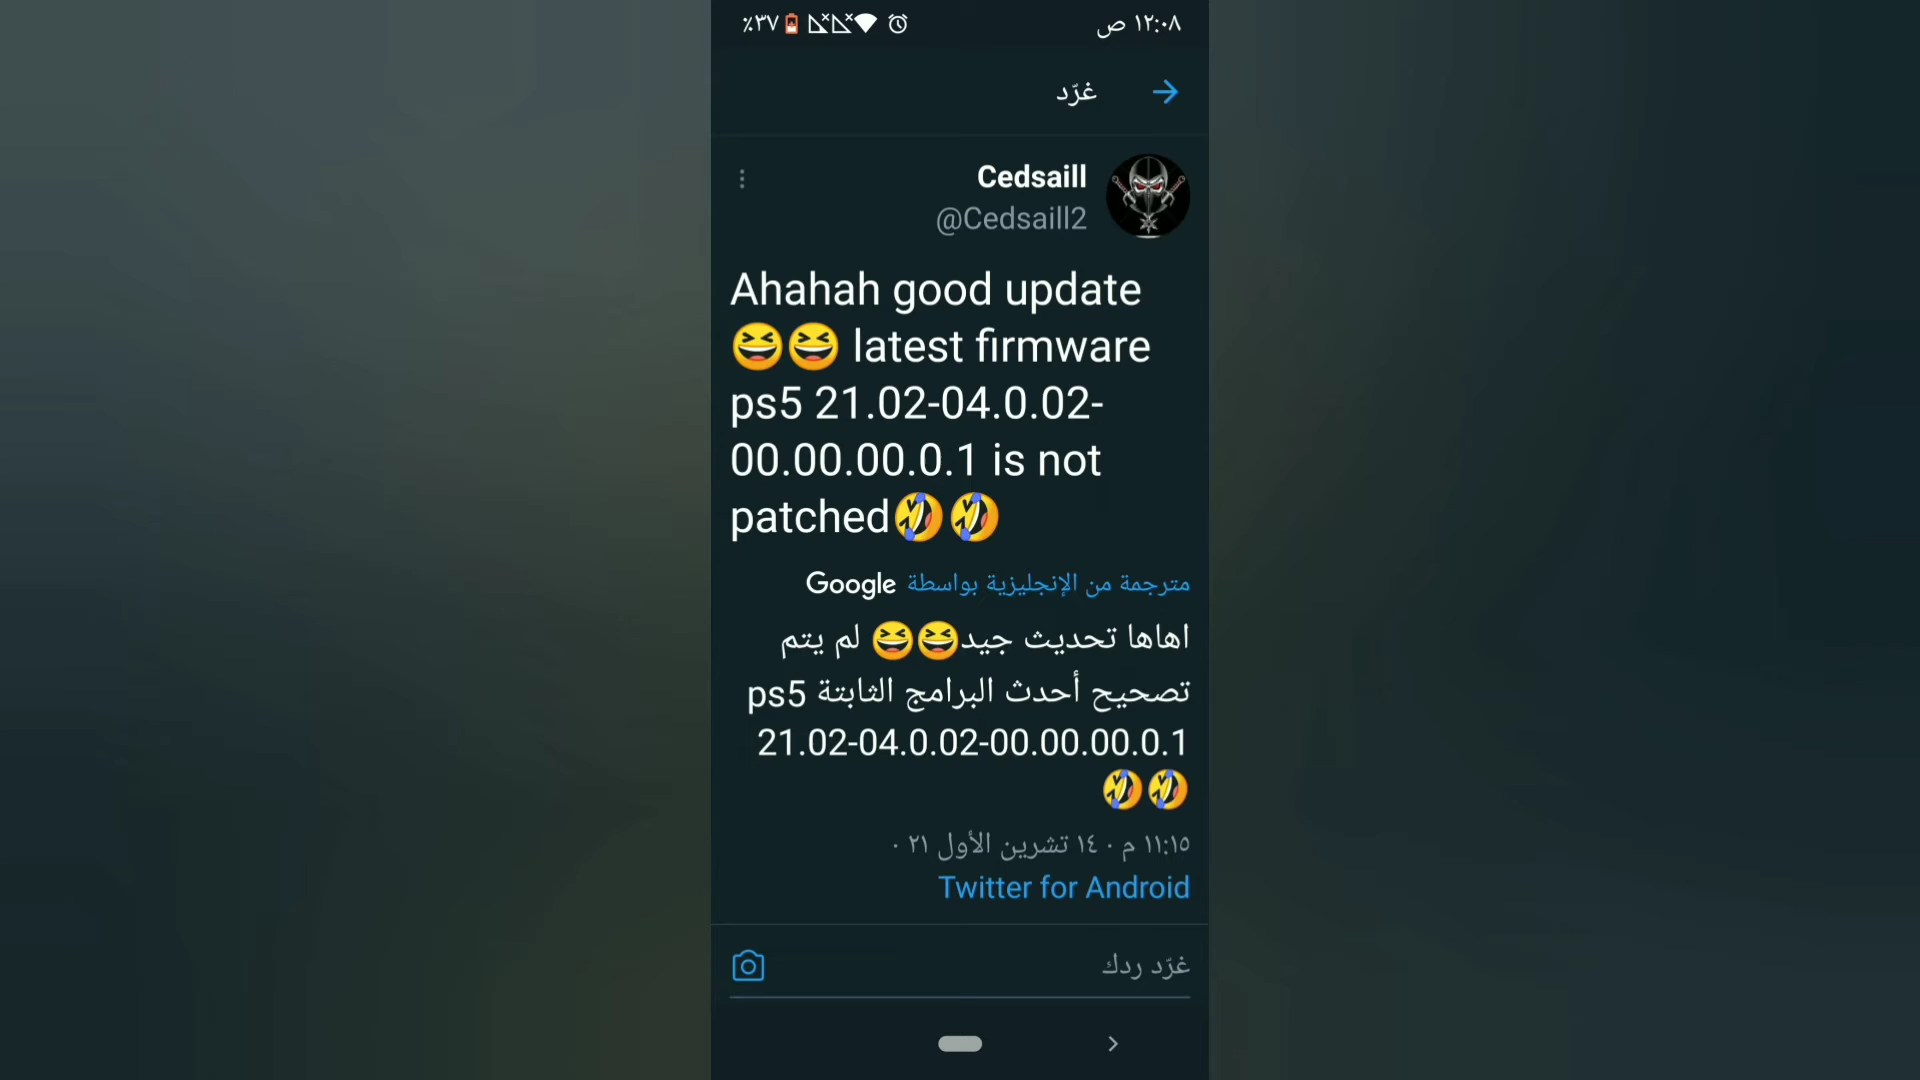 ١٢:٠٨ ص
٪٣٧
غرّد
Cedsaill
@Cedsaill2
Ahahah good update
😆😆 latest firmware
ps5 21.02-04.0.02-
00.00.00.0.1 is not
patched🤣🤣
مترجمة من الإنجليزية بواسطة Google
اهاها تحديث جيد😆😆 لم يتم
تصحيح أحدث البرامج الثابتة ps5
21.02-04.0.02-00.00.00.0.1
🤣🤣
١١:١٥ م · ١٤ تشرين الأول ٢١ ·
Twitter for Android
غرّد ردك